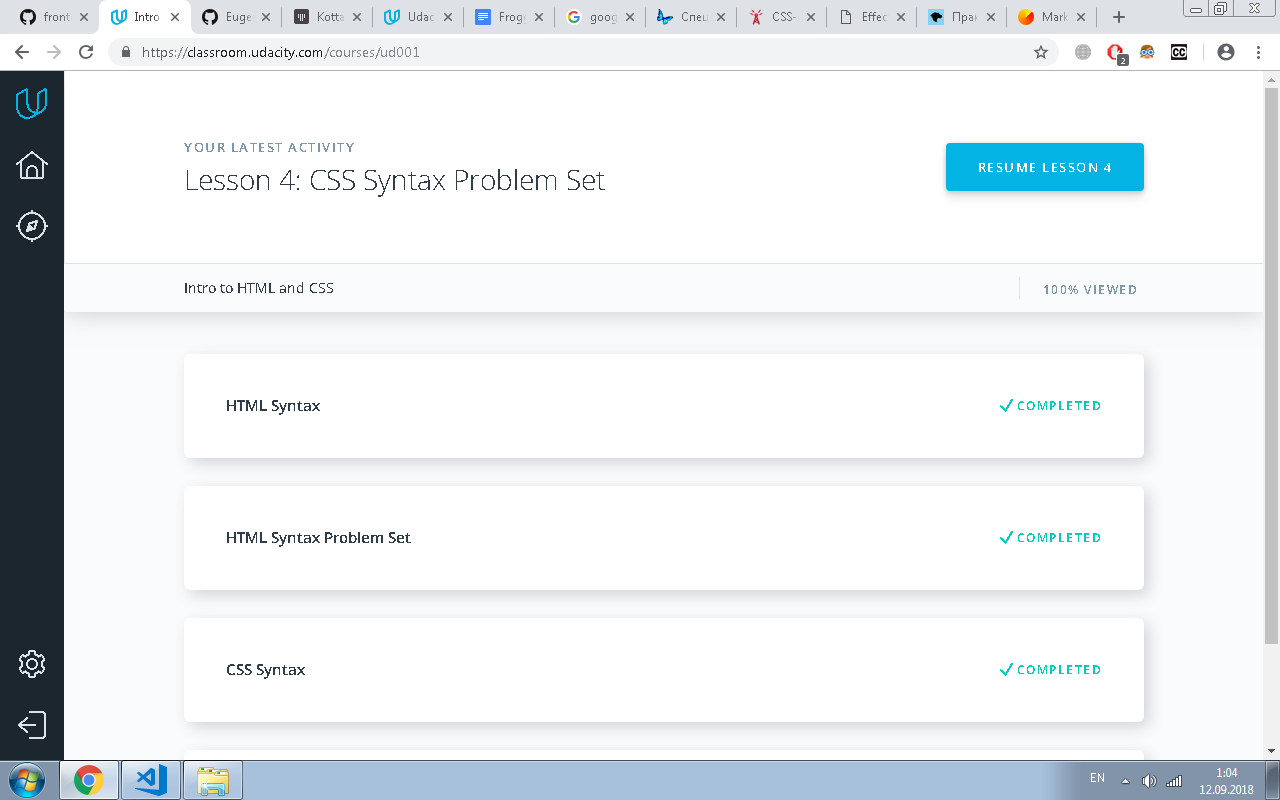 front
Intro
Euge
Kotta
Udac
Frogg
goog
Спец
CSS-
Effec
Прак
Mark
https://classroom.udacity.com/courses/ud001
2
CC
YOUR LATEST ACTIVITY
Lesson 4: CSS Syntax Problem Set
RESUME LESSON 4
Intro to HTML and CSS
100% VIEWED
HTML Syntax
COMPLETED
HTML Syntax Problem Set
COMPLETED
CSS Syntax
COMPLETED
EN
1:04
12.09.2018